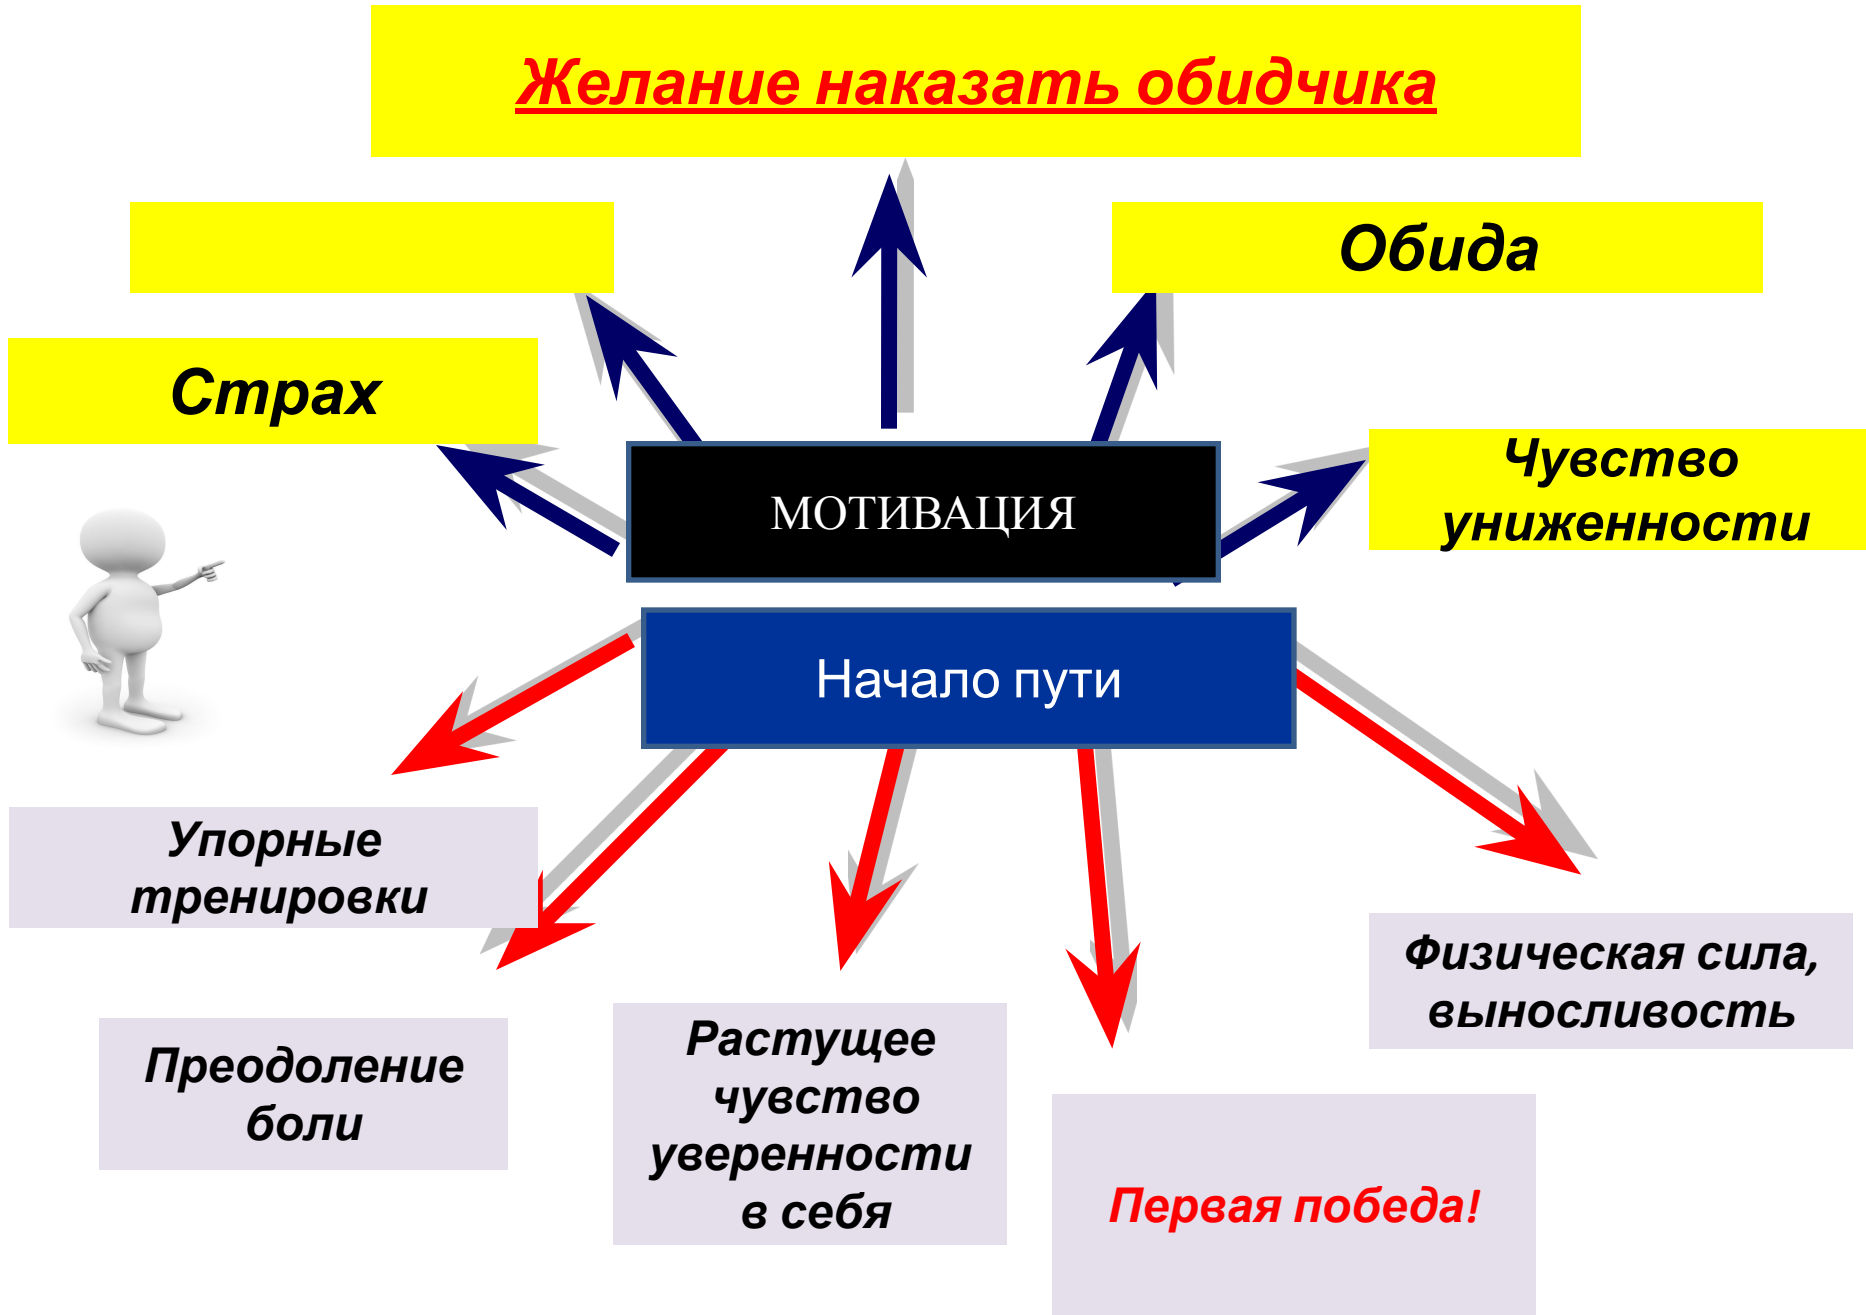 Желание наказать обидчика
Обида
Страх
Чувство
униженности
МОТИВАЦИЯ
Начало пути
Упорные
тренировки
Физическая сила,
выносливость
Преодоление
боли
Растущее
чувство
уверенности
в себя
Первая победа!